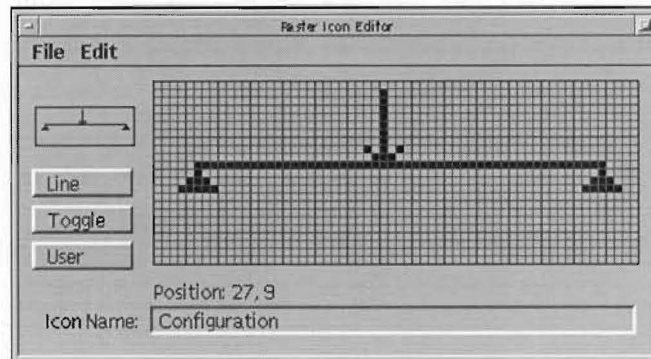 Raster Icon Editor
File Edit
Line
Toggle
User
Position: 27, 9
Icon Name: Configuration